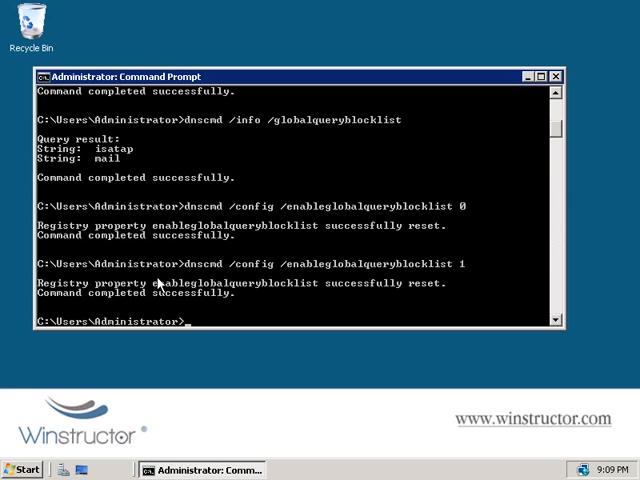 Recycle Bin
Administrator: Command Prompt
Command completed successfully.
C:\Users\Administrator>dnscmd /info /globalqueryblocklist
Query result:
String:  isatap
String:  mail
Command completed successfully.
C:\Users\Administrator>dnscmd /config /enableglobalqueryblocklist 0
Registry property enableglobalqueryblocklist successfully reset.
Command completed successfully.
C:\Users\Administrator>dnscmd /config /enableglobalqueryblocklist 1
Registry property enableglobalqueryblocklist successfully reset.
Command completed successfully.
C:\Users\Administrator>_
Winstructor®
www.winstructor.com
Start
Administrator: Comm...
9:09 PM